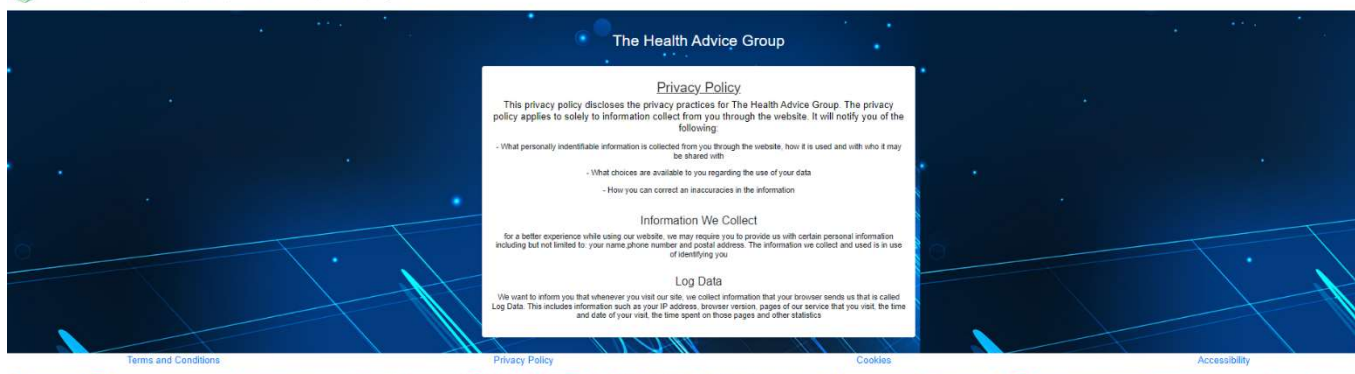 The Health Advice Group
Privacy Policy
This privacy policy discloses the privacy practices for The Health Advice Group. The privacy
policy applies to solely to information collect from you through the website. It will notify you of the
following:
- What personally indentifiable information is collected from you through the website, how it is used and with who it may
be shared with
- What choices are available to you regarding the use of your data
- How you can correct an inaccuracies in the information
Information We Collect
for a better experience while using our website, we may require you to provide us with certain personal information
including but not limited to: your name,phone number and postal address. The information we collect and used is in use
of identifying you
Log Data
We want to inform you that whenever you visit our site, we collect information that your browser sends us that is called
Log Data. This includes information such as your IP address, browser version, pages of our service that you visit, the time
and date of your visit, the time spent on those pages and other statistics
Terms and Conditions
Privacy Policy
Cookies
Accessibility